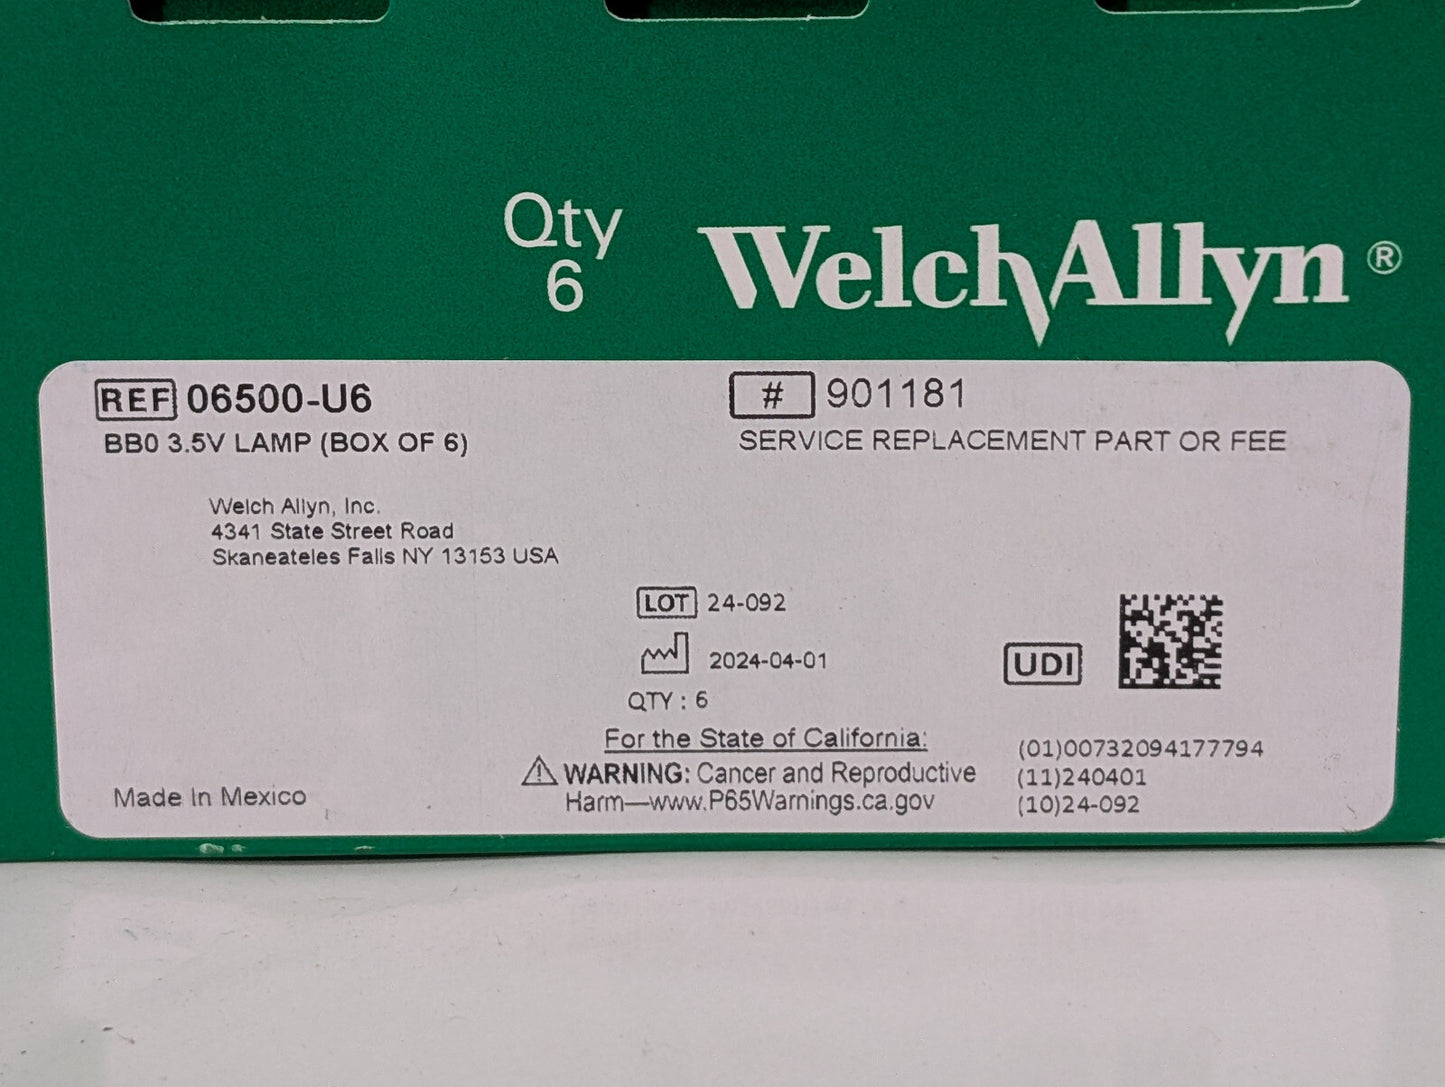 Qty
6
WelchAllyn®
REF 06500-U6
BB0 3.5V LAMP (BOX OF 6)
# 901181
SERVICE REPLACEMENT PART OR FEE
Welch Allyn, Inc.
4341 State Street Road
Skaneateles Falls NY 13153 USA
LOT 24-092
2024-04-01
QTY : 6
UDI
For the State of California:
⚠ WARNING: Cancer and Reproductive
Harm—www.P65Warnings.ca.gov
(01)00732094177794
(11)240401
(10)24-092
Made In Mexico